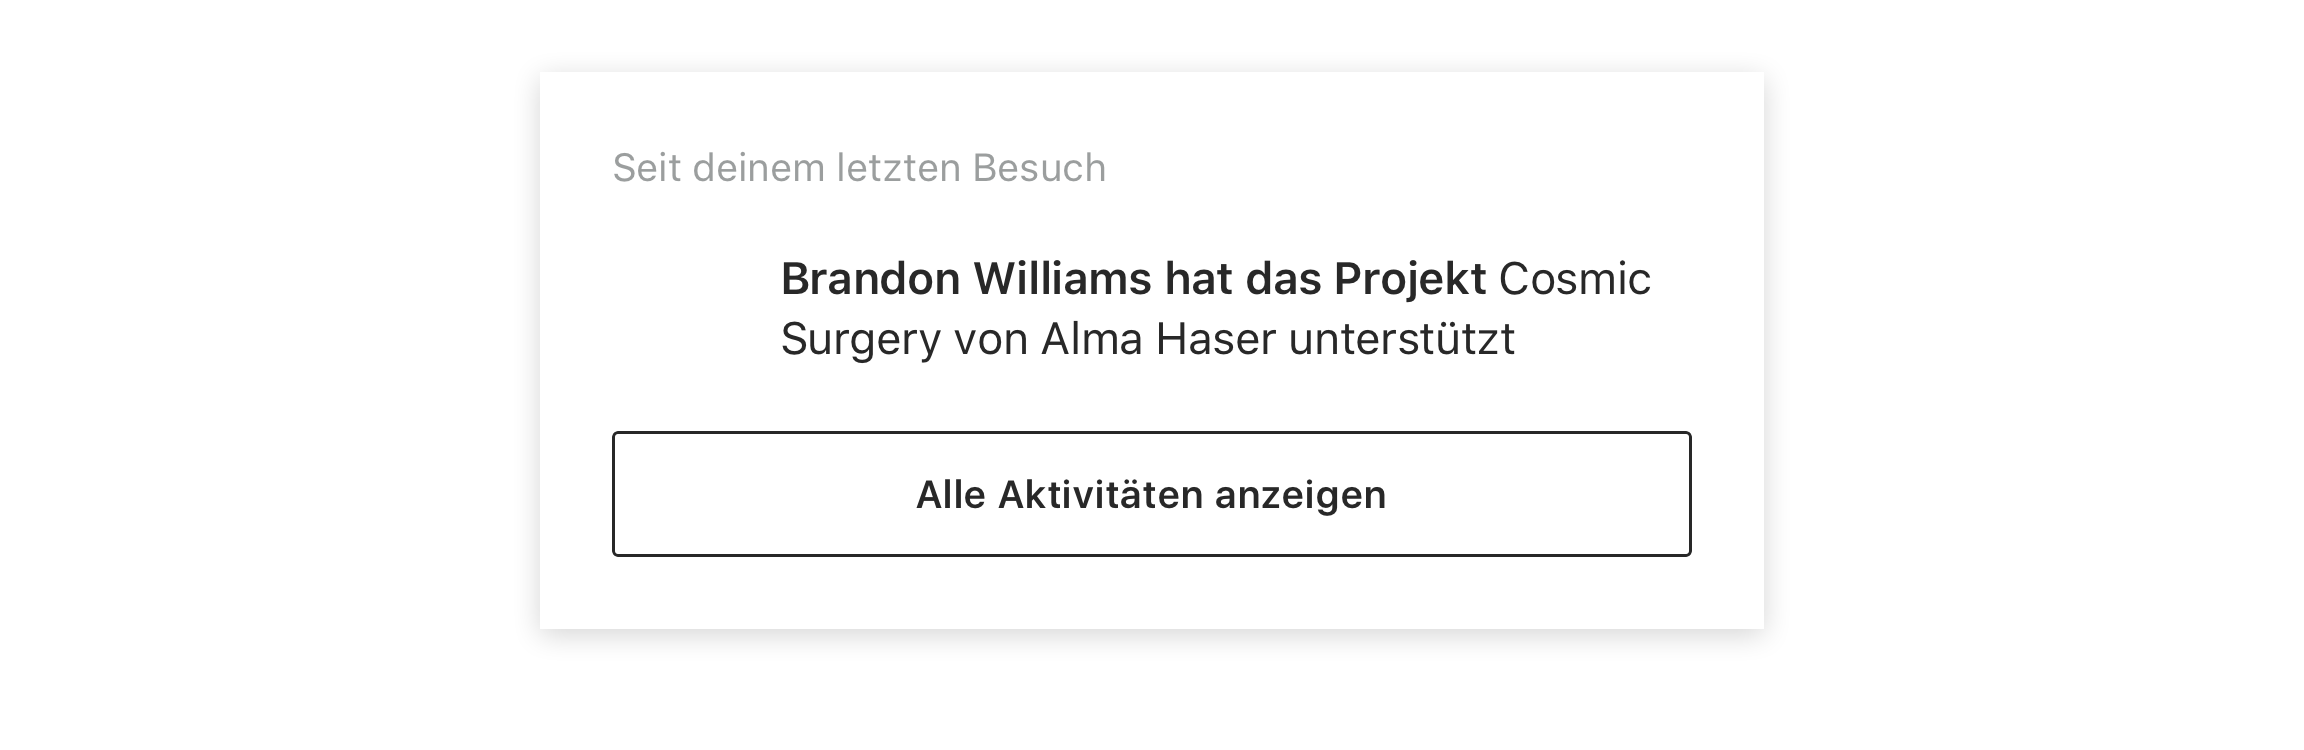 Seit deinem letzten Besuch
Brandon Williams hat das Projekt Cosmic
Surgery von Alma Haser unterstützt
Alle Aktivitäten anzeigen